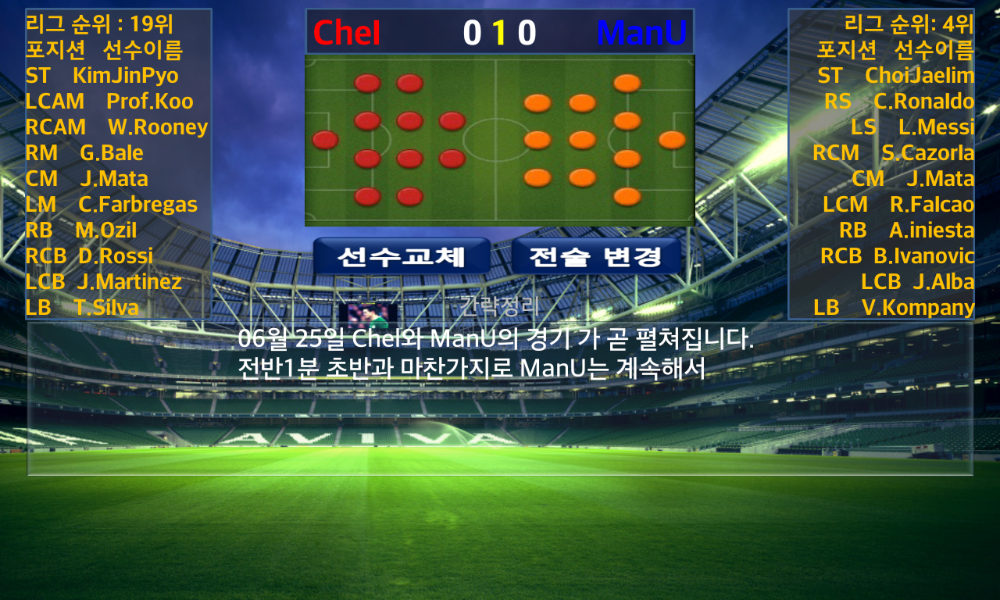 리그 순위 : 19위
포지션 선수이름
ST KimJinPyo
LCAM Prof.Koo
RCAM W.Rooney
RM G.Bale
CM J.Mata
LM C.Farbregas
RB M.Ozil
RCB D.Rossi
LCB J.Martinez
LB T.Silva
Chel 0 1 0 ManU
리그 순위: 4위
포지션 선수이름
ST ChoiJaelim
RS C.Ronaldo
LS L.Messi
RCM S.Cazorla
CM J.Mata
LCM R.Falcao
RB A.iniesta
RCB B.Ivanovic
LCB J.Alba
LB V.Kompany
선수교체 전술 변경
간략정리
06월 25일 Chel와 ManU의 경기 가 곧 펼쳐집니다.
전반1분 초반과 마찬가지로 ManU는 계속해서
AVIVA